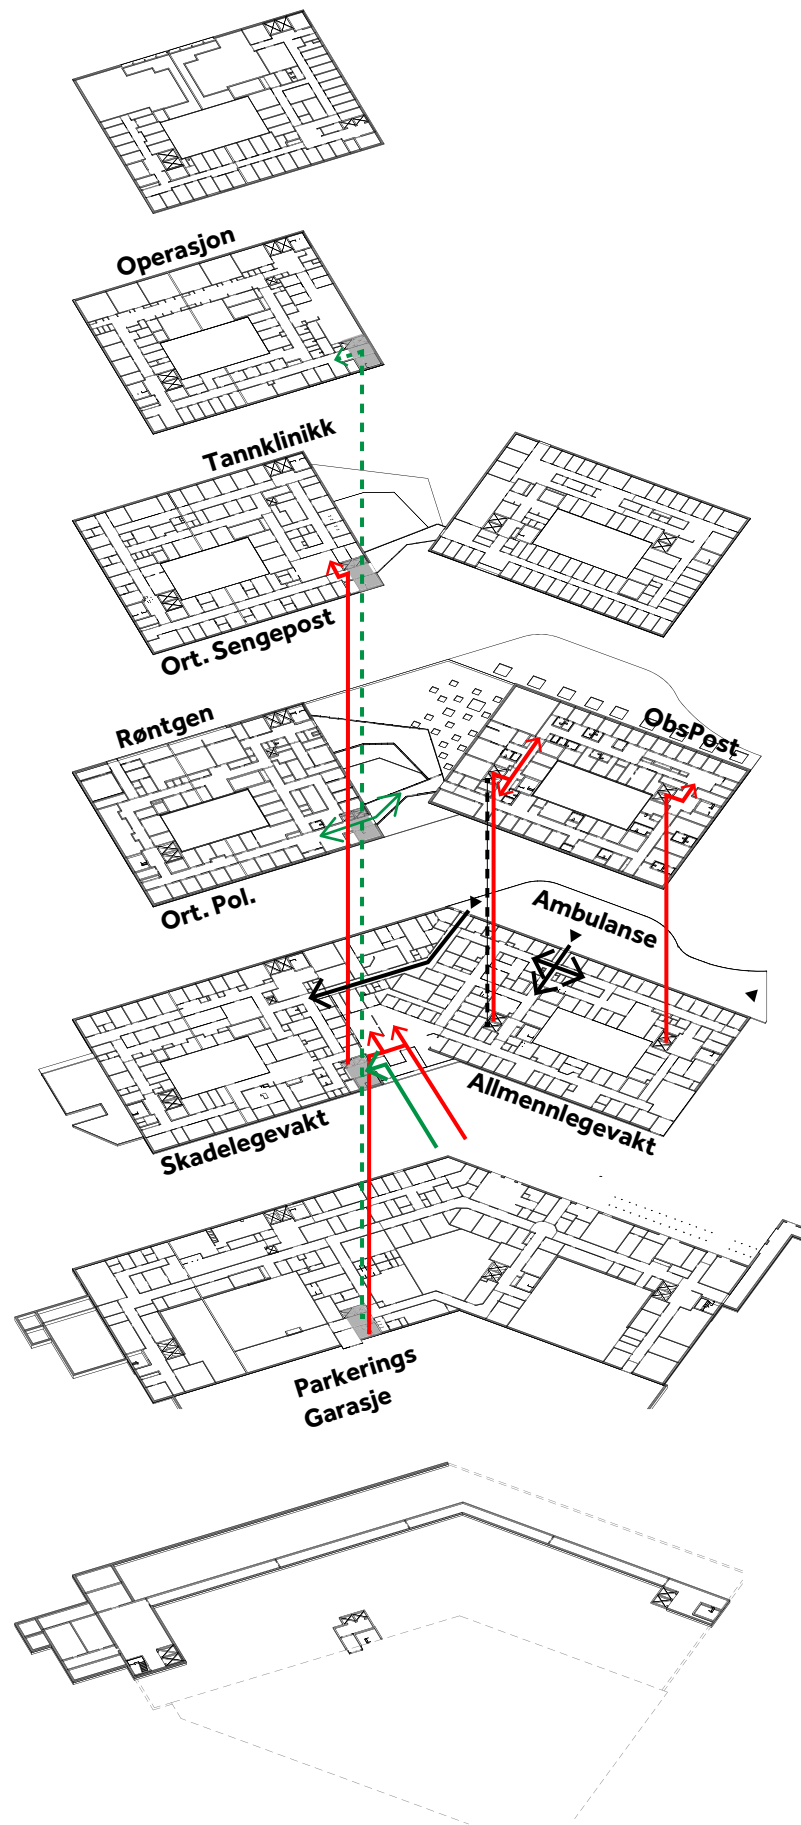 Operasjon
Tannklinikk
Ort. Sengepost
Røntgen
ObsPost
Ort. Pol.
Ambulanse
Allmennlegevakt
Skadelegevakt
Parkerings
Garasje